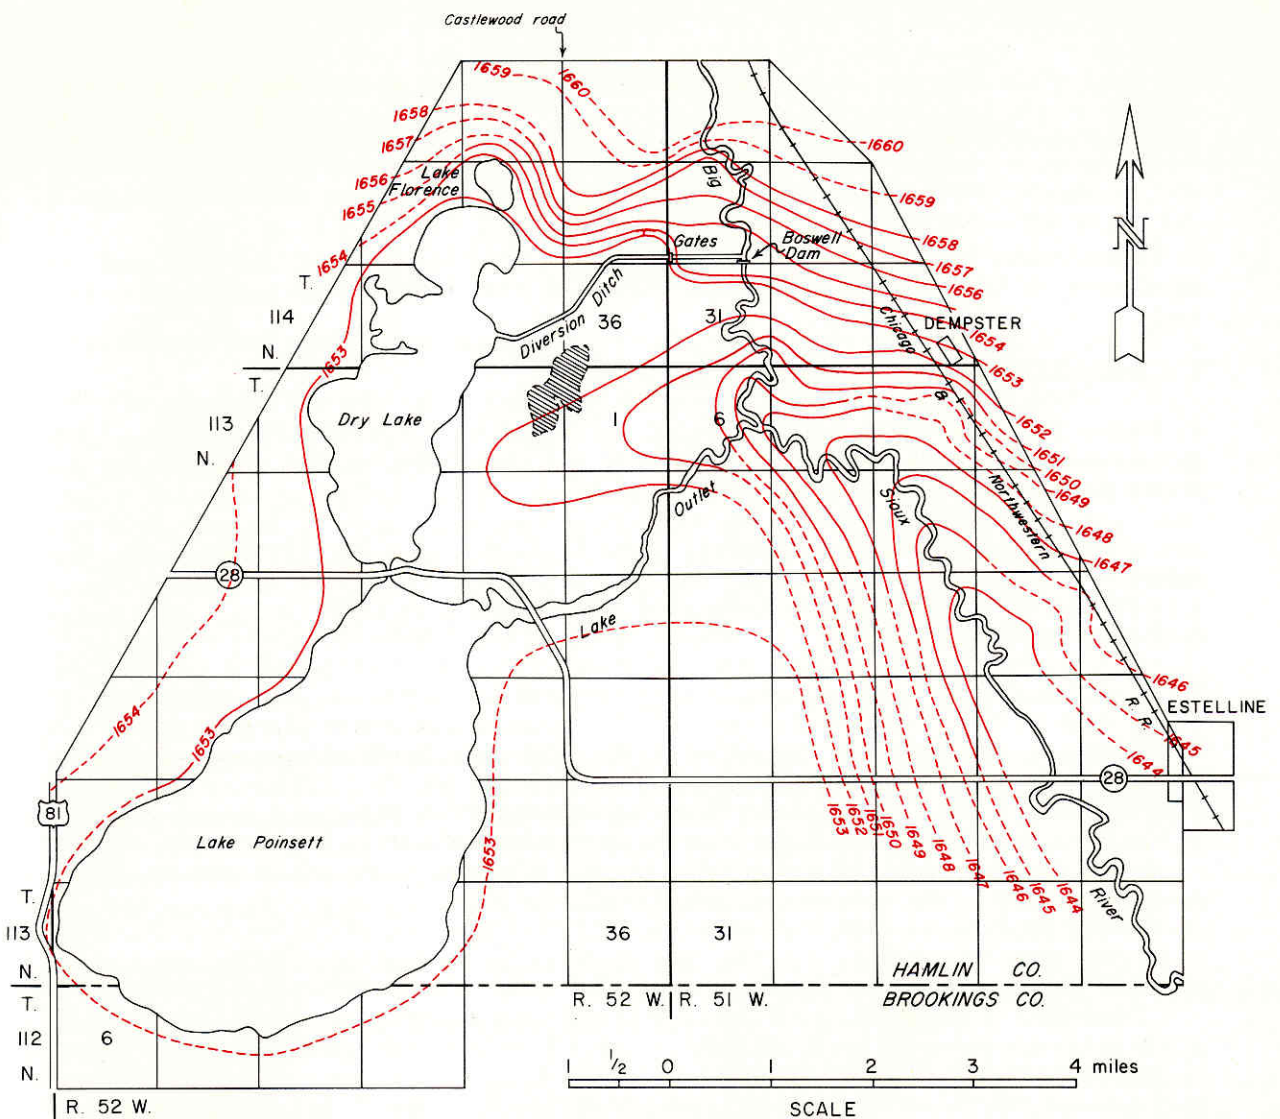 Castlewood road
1659
1660
1658
1657
1656
1655
1654
1660
1659
1658
1657
1656
1654
1653
1652
1651
1650
1649
1648
1647
1646
1645
1644
Lake
Florence
Big
Gates
Boswell
Dam
N
T.
114
N.
T.
113
N.
1653
Diversion Ditch
36
31
Chicago
DEMPSTER
&
Dry Lake
1
6
Outlet
Sioux
Northwestern
28
Lake
1654
1653
R. R.
ESTELLINE
28
81
Lake Poinsett
1653
1653
1652
1651
1650
1649
1648
1647
1646
1645
1644
River
T.
113
N.
36
31
HAMLIN CO.
R. 52 W.
R. 51 W.
BROOKINGS CO.
T.
112
N.
6
1 1/2 0 1 2 3 4 miles
SCALE
R. 52 W.